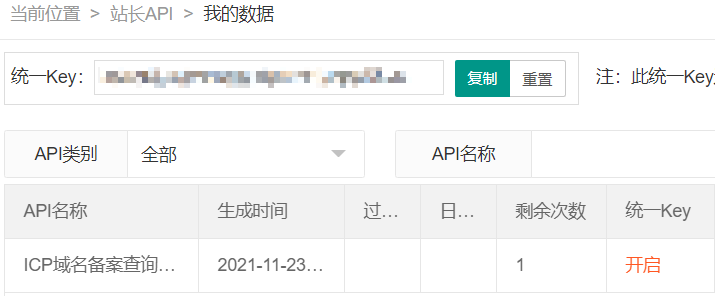 当前位置 > 站长API > 我的数据
统一Key： 复制 重置 注：此统一Key
API类别 全部 API名称
API名称 生成时间 过… 日… 剩余次数 统一Key
ICP域名备案查询… 2021-11-23… 1 开启